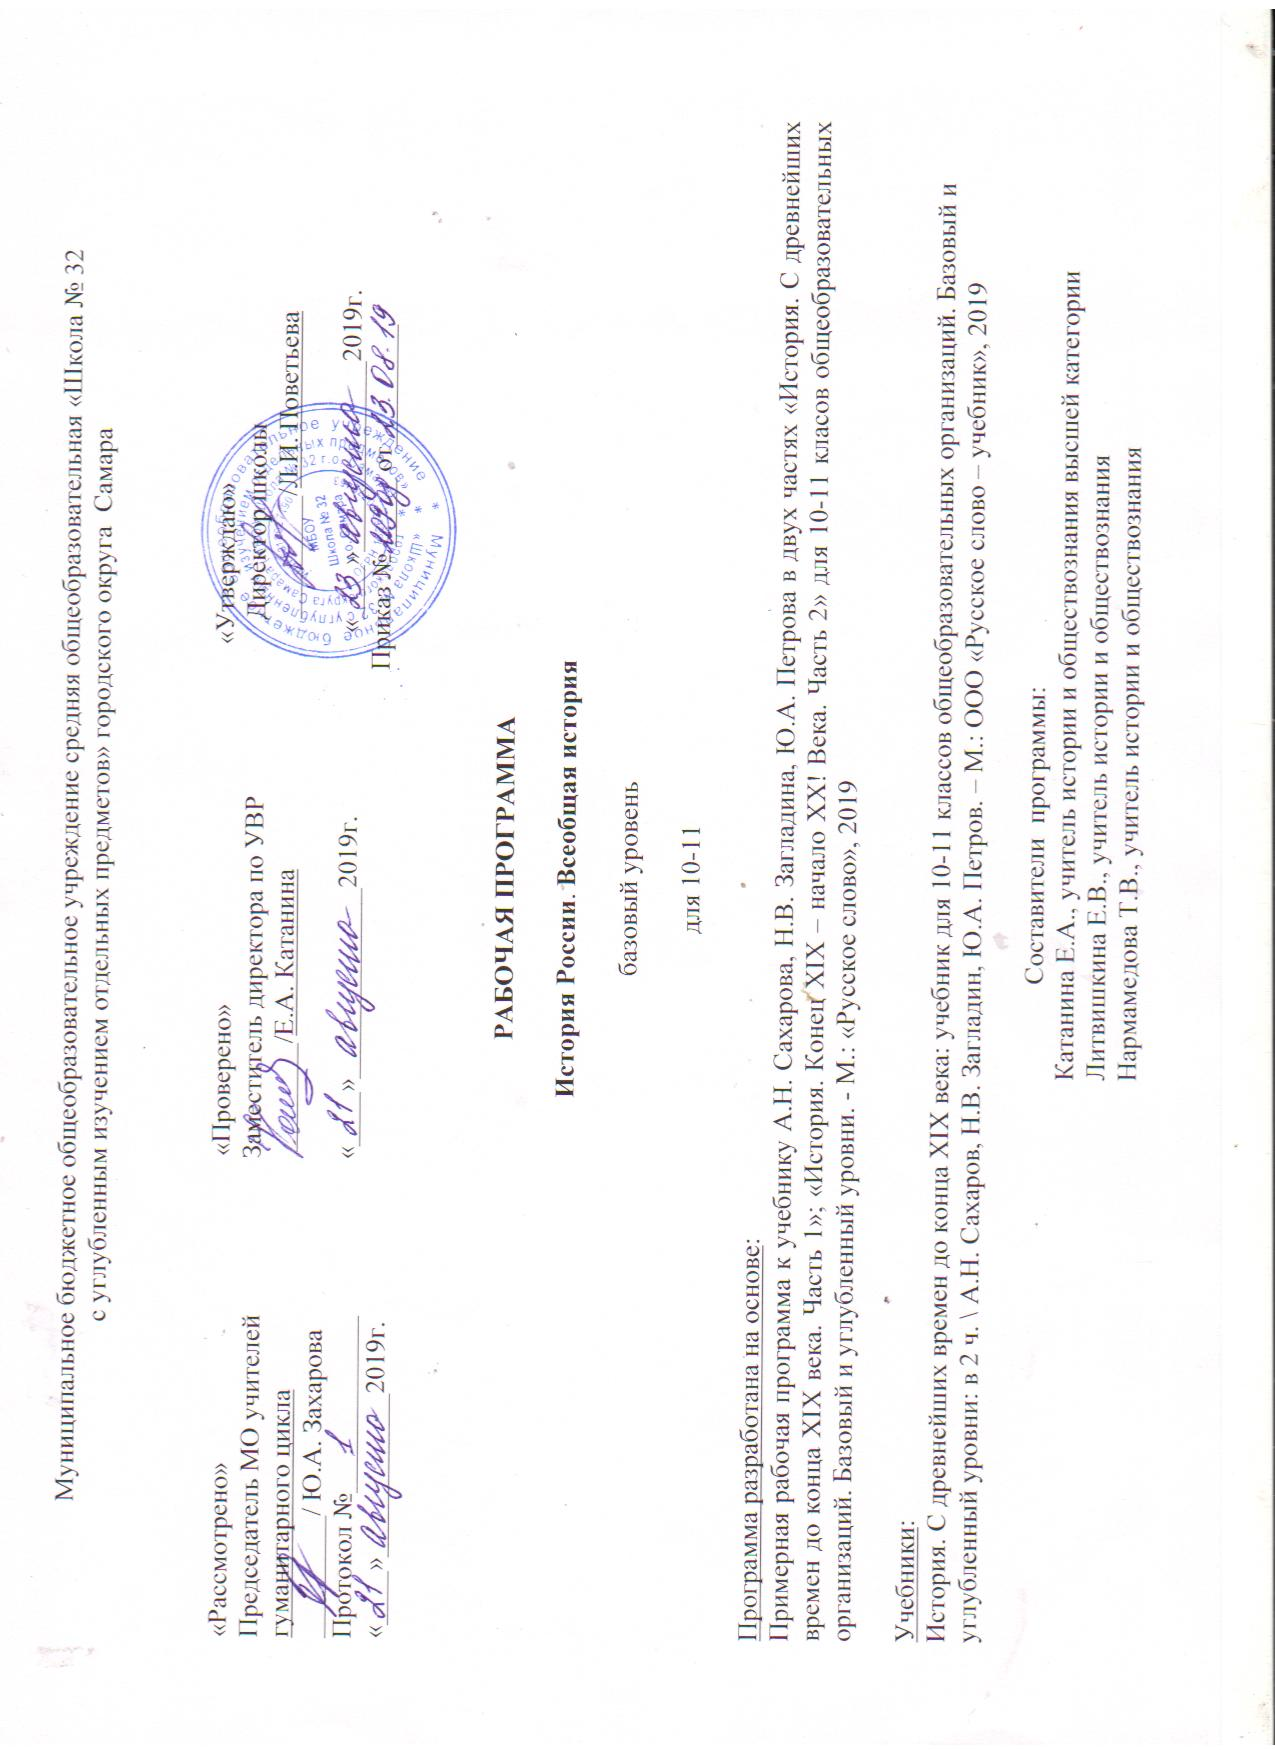 Муниципальное бюджетное общеобразовательное учреждение средняя общеобразовательная «Школа № 32
с углубленным изучением отдельных предметов» городского округа Самара
«Рассмотрено»
Председатель МО учителей
гуманитарного цикла
/ Ю.А. Захарова
Протокол № 1
« 21 » августа 2019г.
«Проверено»
Заместитель директора по УВР
/Е.А. Катанина
« 21 » августа 2019г.
«Утверждаю»
Директор школы
/Л.И. Поветьева
« 23 » августа 2019г.
Приказ № от 23.08.19
МБОУ
Школа № 32
г.о. Самара
РАБОЧАЯ ПРОГРАММА
История России. Всеобщая история
базовый уровень
для 10-11
Программа разработана на основе:
Примерная рабочая программа к учебнику А.Н. Сахарова, Н.В. Загладина, Ю.А. Петрова в двух частях «История. С древнейших
времен до конца XIX века. Часть 1»; «История. Конец XIX – начало XX! Века. Часть 2» для 10-11 класов общеобразовательных
организаций. Базовый и углубленный уровни. - М.: «Русское слово», 2019
Учебники:
История. С древнейших времен до конца XIX века: учебник для 10-11 классов общеобразовательных организаций. Базовый и
углубленный уровни: в 2 ч. \ А.Н. Сахаров, Н.В. Загладин, Ю.А. Петров. – М.: ООО «Русское слово – учебник», 2019
Составители программы:
Катанина Е.А., учитель истории и обществознания высшей категории
Литвишкина Е.В., учитель истории и обществознания
Нармамедова Т.В., учитель истории и обществознания